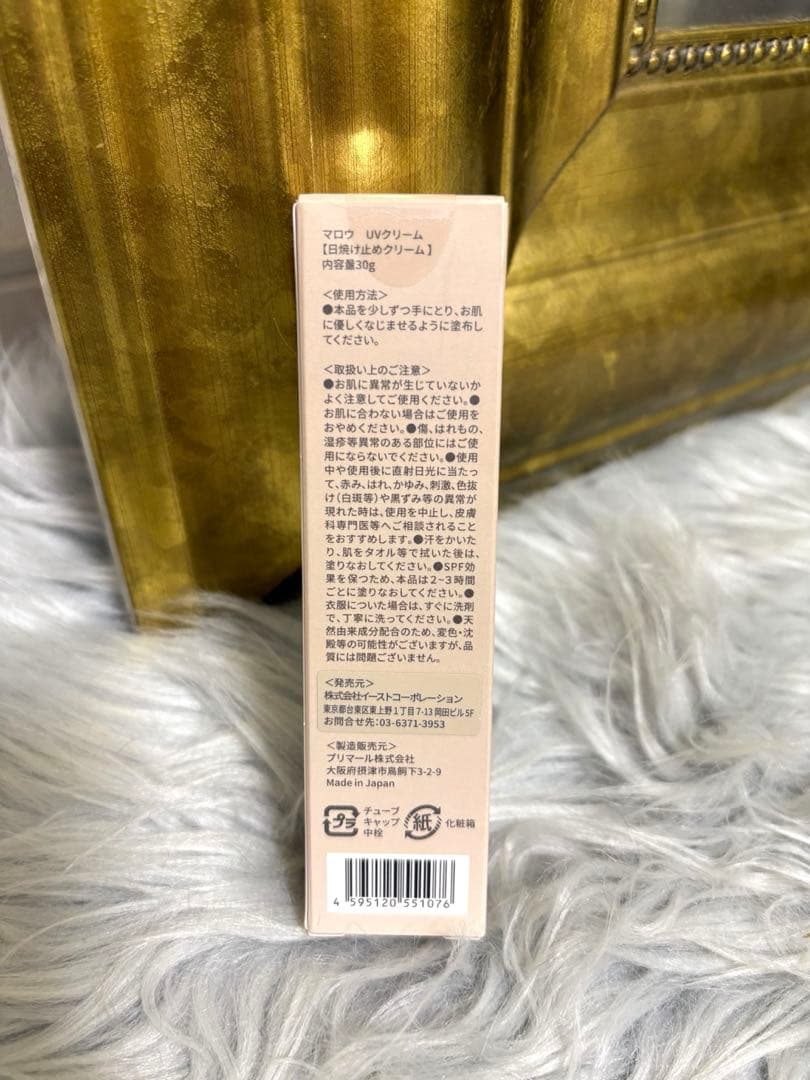 マロウ　UVクリーム
【日焼け止めクリーム】
内容量30g
＜使用方法＞
●本品を少しずつ手にとり、お肌
に優しくなじませるように塗布し
てください。
＜取扱い上のご注意＞
●お肌に異常が生じていないか
よく注意してご使用ください。●
お肌に合わない場合はご使用を
おやめください。●傷、はれもの、
湿疹等異常のある部位にはご使
用にならないでください。●使用
中や使用後に直射日光に当たっ
て、赤み、はれ、かゆみ、刺激、色抜
け（白斑等）や黒ずみ等の異常が
現れた時は、使用を中止し、皮膚
科専門医等へご相談されること
をおすすめします。●汗をかいた
り、肌をタオル等で拭いた後は、
塗りなおしてください。●SPF効
果を保つため、本品は2~3時間
ごとに塗りなおしてください。●
衣服についた場合は、すぐに洗剤
で、丁寧に洗ってください。●天
然由来成分配合のため、変色・沈
殿等の可能性がございますが、品
質には問題ございません。
＜発売元＞
株式会社イーストコーポレーション
東京都台東区東上野1丁目7-13 岡田ビル5F
お問合せ先：03-6371-3953
＜製造販売元＞
プリマール株式会社
大阪府摂津市鳥飼下3-2-9
Made in Japan
プラ
チューブ
キャップ
中栓
紙
化粧箱
4 595120 551076